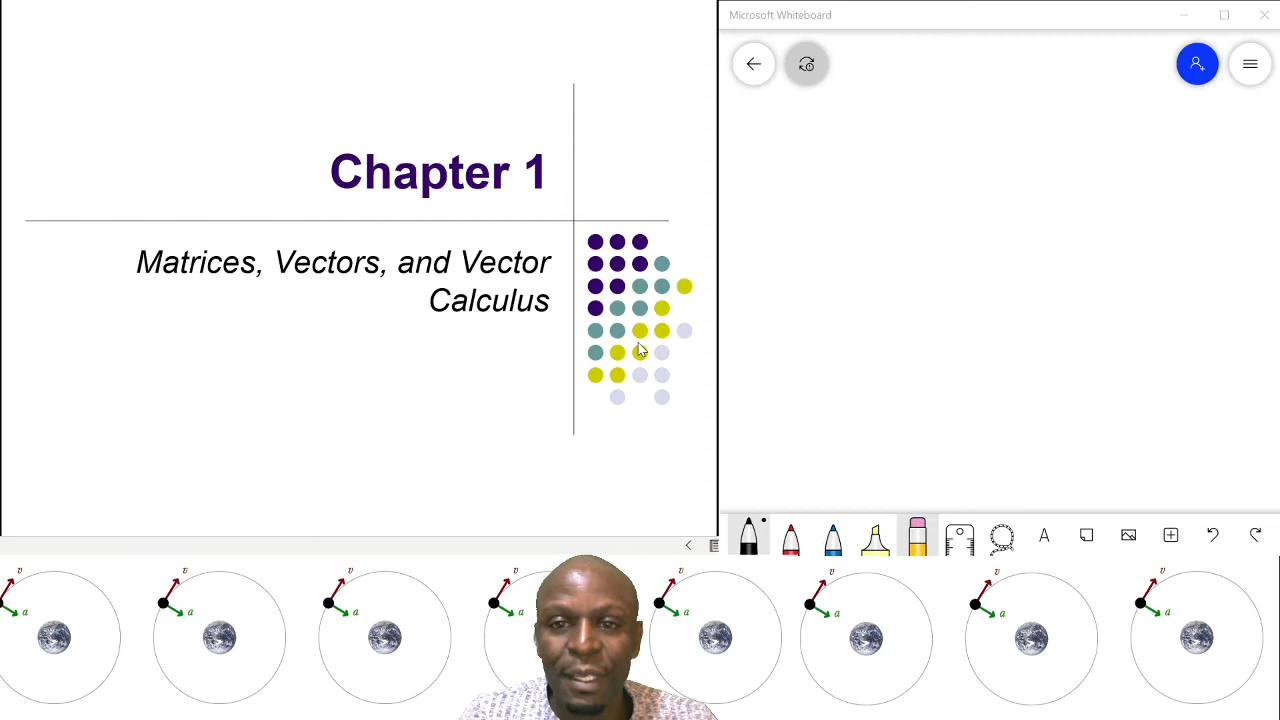 Microsoft Whiteboard
Chapter 1
Matrices, Vectors, and Vector
Calculus
A
v
a
v
a
v
a
v
a
v
a
v
a
v
a
v
a